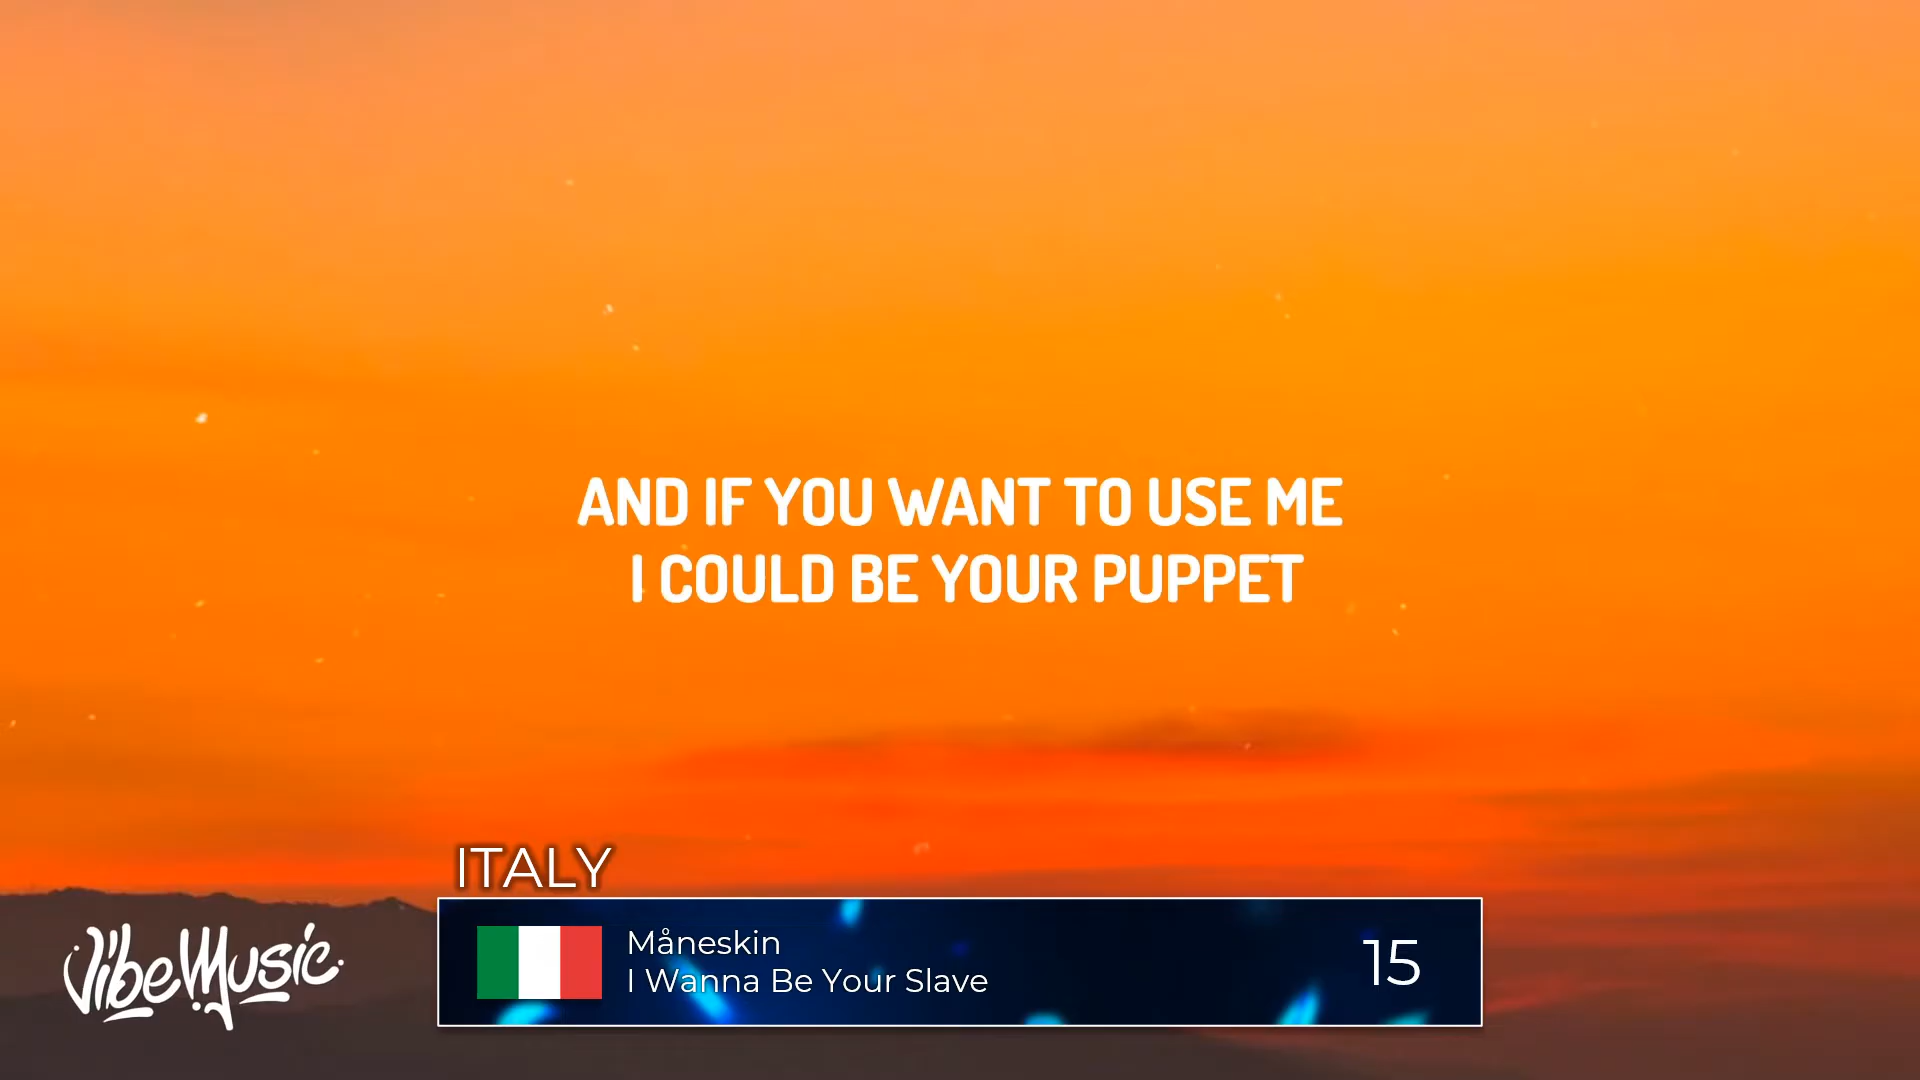 AND IF YOU WANT TO USE ME
I COULD BE YOUR PUPPET
ITALY
Måneskin
I Wanna Be Your Slave
15
VibeMusic